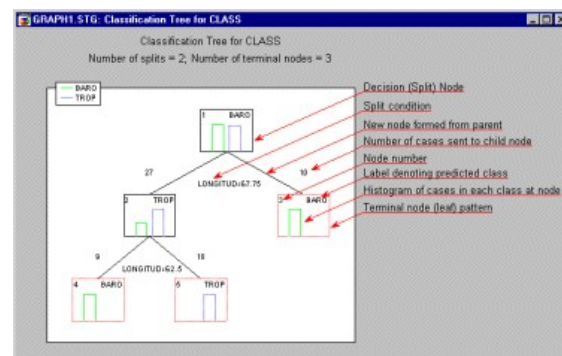 GRAPH1.STG: Classification Tree for CLASS
Classification Tree for CLASS
Number of splits = 2; Number of terminal nodes = 3
BARO
TROP
Decision (Split) Node
Split condition
New node formed from parent
Number of cases sent to child node
Node number
Label denoting predicted class
Histogram of cases in each class at node
Terminal node (leaf) pattern
1 BARO
27
LONGITUD=67.75
10
2 TROP
3 BARO
9
LONGITUD=62.5
18
4 BARO
5 TROP